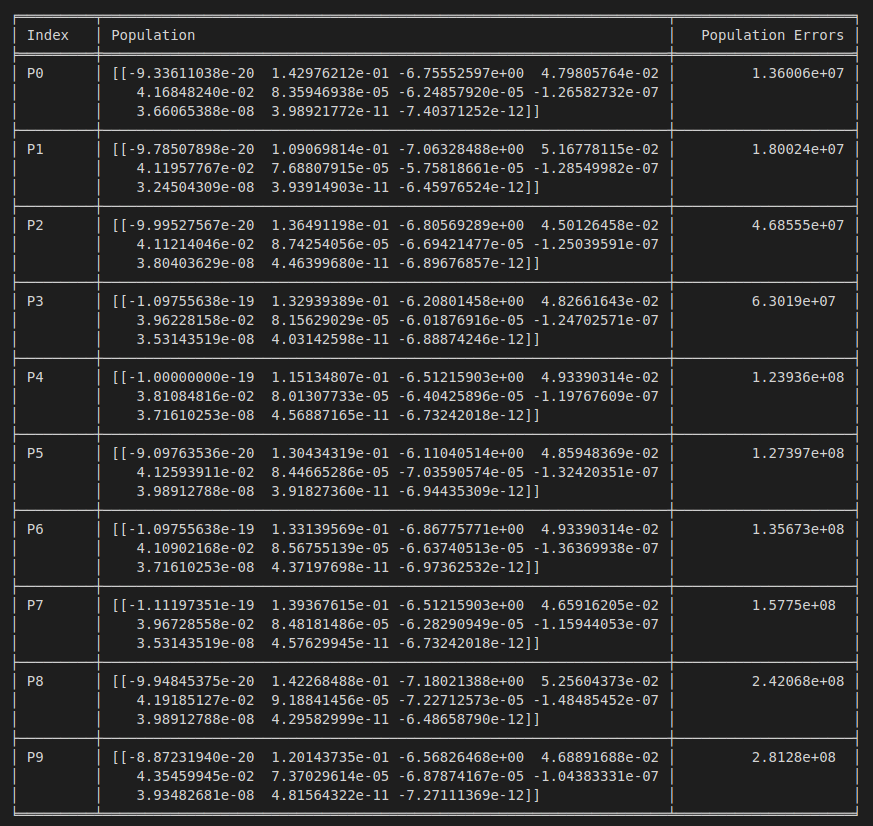 Index Population Population Errors
P0 [[-9.33611038e-20 1.42976212e-01 -6.75552597e+00 4.79805764e-02 1.36006e+07
4.16848240e-02 8.35946938e-05 -6.24857920e-05 -1.26582732e-07
3.66065388e-08 3.98921772e-11 -7.40371252e-12]]
P1 [[-9.78507898e-20 1.09069814e-01 -7.06328488e+00 5.16778115e-02 1.80024e+07
4.11957767e-02 7.68807915e-05 -5.75818661e-05 -1.28549982e-07
3.24504309e-08 3.93914903e-11 -6.45976524e-12]]
P2 [[-9.99527567e-20 1.36491198e-01 -6.80569289e+00 4.50126458e-02 4.68555e+07
4.11214046e-02 8.74254056e-05 -6.69421477e-05 -1.25039591e-07
3.80403629e-08 4.46399680e-11 -6.89676857e-12]]
P3 [[-1.09755638e-19 1.32939389e-01 -6.20801458e+00 4.82661643e-02 6.3019e+07
3.96228158e-02 8.15629029e-05 -6.01876916e-05 -1.24702571e-07
3.53143519e-08 4.03142598e-11 -6.88874246e-12]]
P4 [[-1.00000000e-19 1.15134807e-01 -6.51215903e+00 4.93390314e-02 1.23936e+08
3.81084816e-02 8.01307733e-05 -6.40425896e-05 -1.19767609e-07
3.71610253e-08 4.56887165e-11 -6.73242018e-12]]
P5 [[-9.09763536e-20 1.30434319e-01 -6.11040514e+00 4.85948369e-02 1.27397e+08
4.12593911e-02 8.44665286e-05 -7.03590574e-05 -1.32420351e-07
3.98912788e-08 3.91827360e-11 -6.94435309e-12]]
P6 [[-1.09755638e-19 1.33139569e-01 -6.86775771e+00 4.93390314e-02 1.35673e+08
4.10902168e-02 8.56755139e-05 -6.63740513e-05 -1.36369938e-07
3.71610253e-08 4.37197698e-11 -6.97362532e-12]]
P7 [[-1.11197351e-19 1.39367615e-01 -6.51215903e+00 4.65916205e-02 1.5775e+08
3.96728558e-02 8.48181486e-05 -6.28290949e-05 -1.15944053e-07
3.53143519e-08 4.57629945e-11 -6.73242018e-12]]
P8 [[-9.94845375e-20 1.42268488e-01 -7.18021388e+00 5.25604373e-02 2.42068e+08
4.19185127e-02 9.18841456e-05 -7.22712573e-05 -1.48485452e-07
3.98912788e-08 4.29582999e-11 -6.48658790e-12]]
P9 [[-8.87231940e-20 1.20143735e-01 -6.56826468e+00 4.68891688e-02 2.8128e+08
4.35459945e-02 7.37029614e-05 -6.87874167e-05 -1.04383331e-07
3.93482681e-08 4.81564322e-11 -7.27111369e-12]]